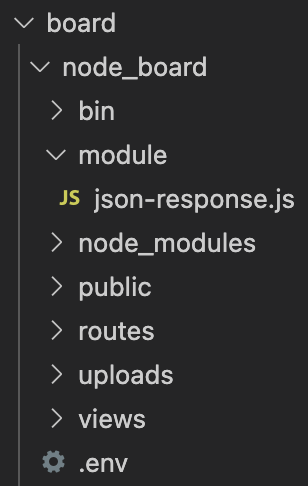 board
node_board
bin
module
JS json-response.js
node_modules
public
routes
uploads
views
.env